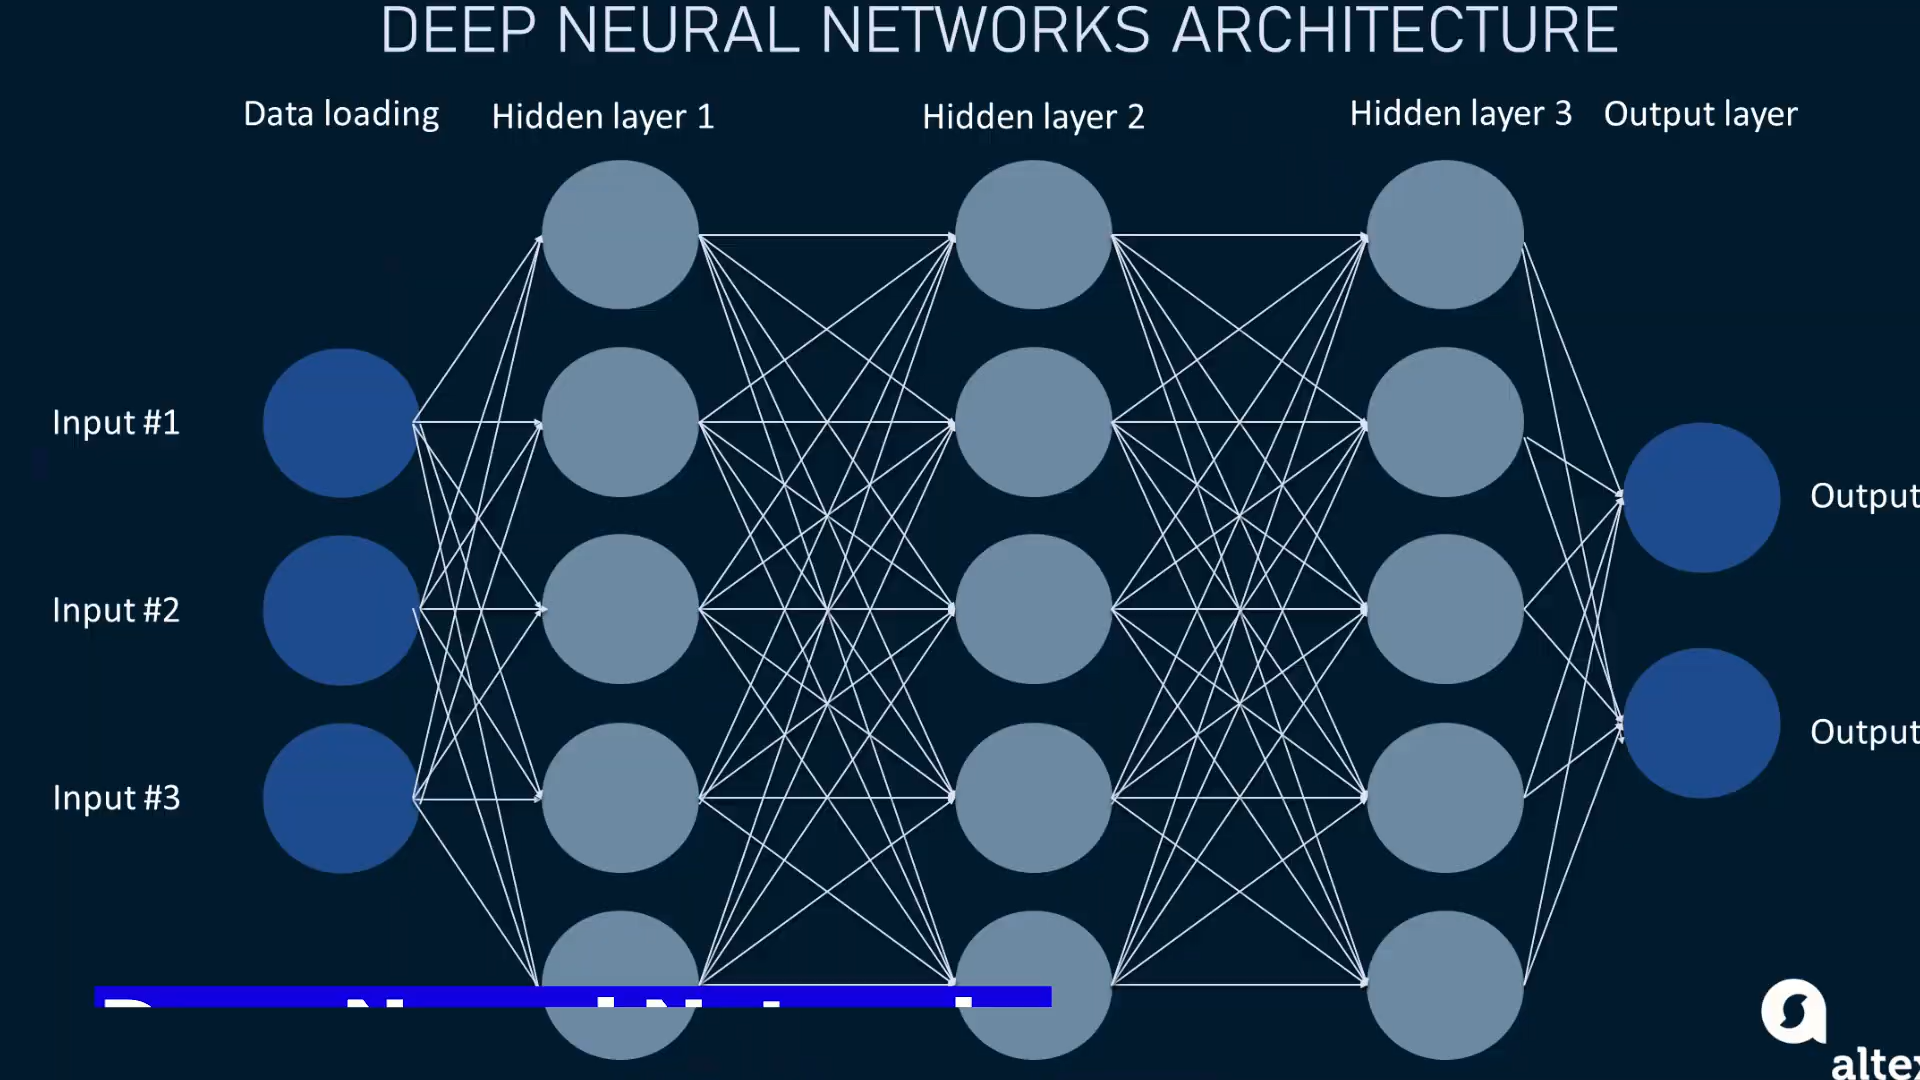 DEEP NEURAL NETWORKS ARCHITECTURE
Data loading
Hidden layer 1
Hidden layer 2
Hidden layer 3
Output layer
Input #1
Input #2
Input #3
Output
Output